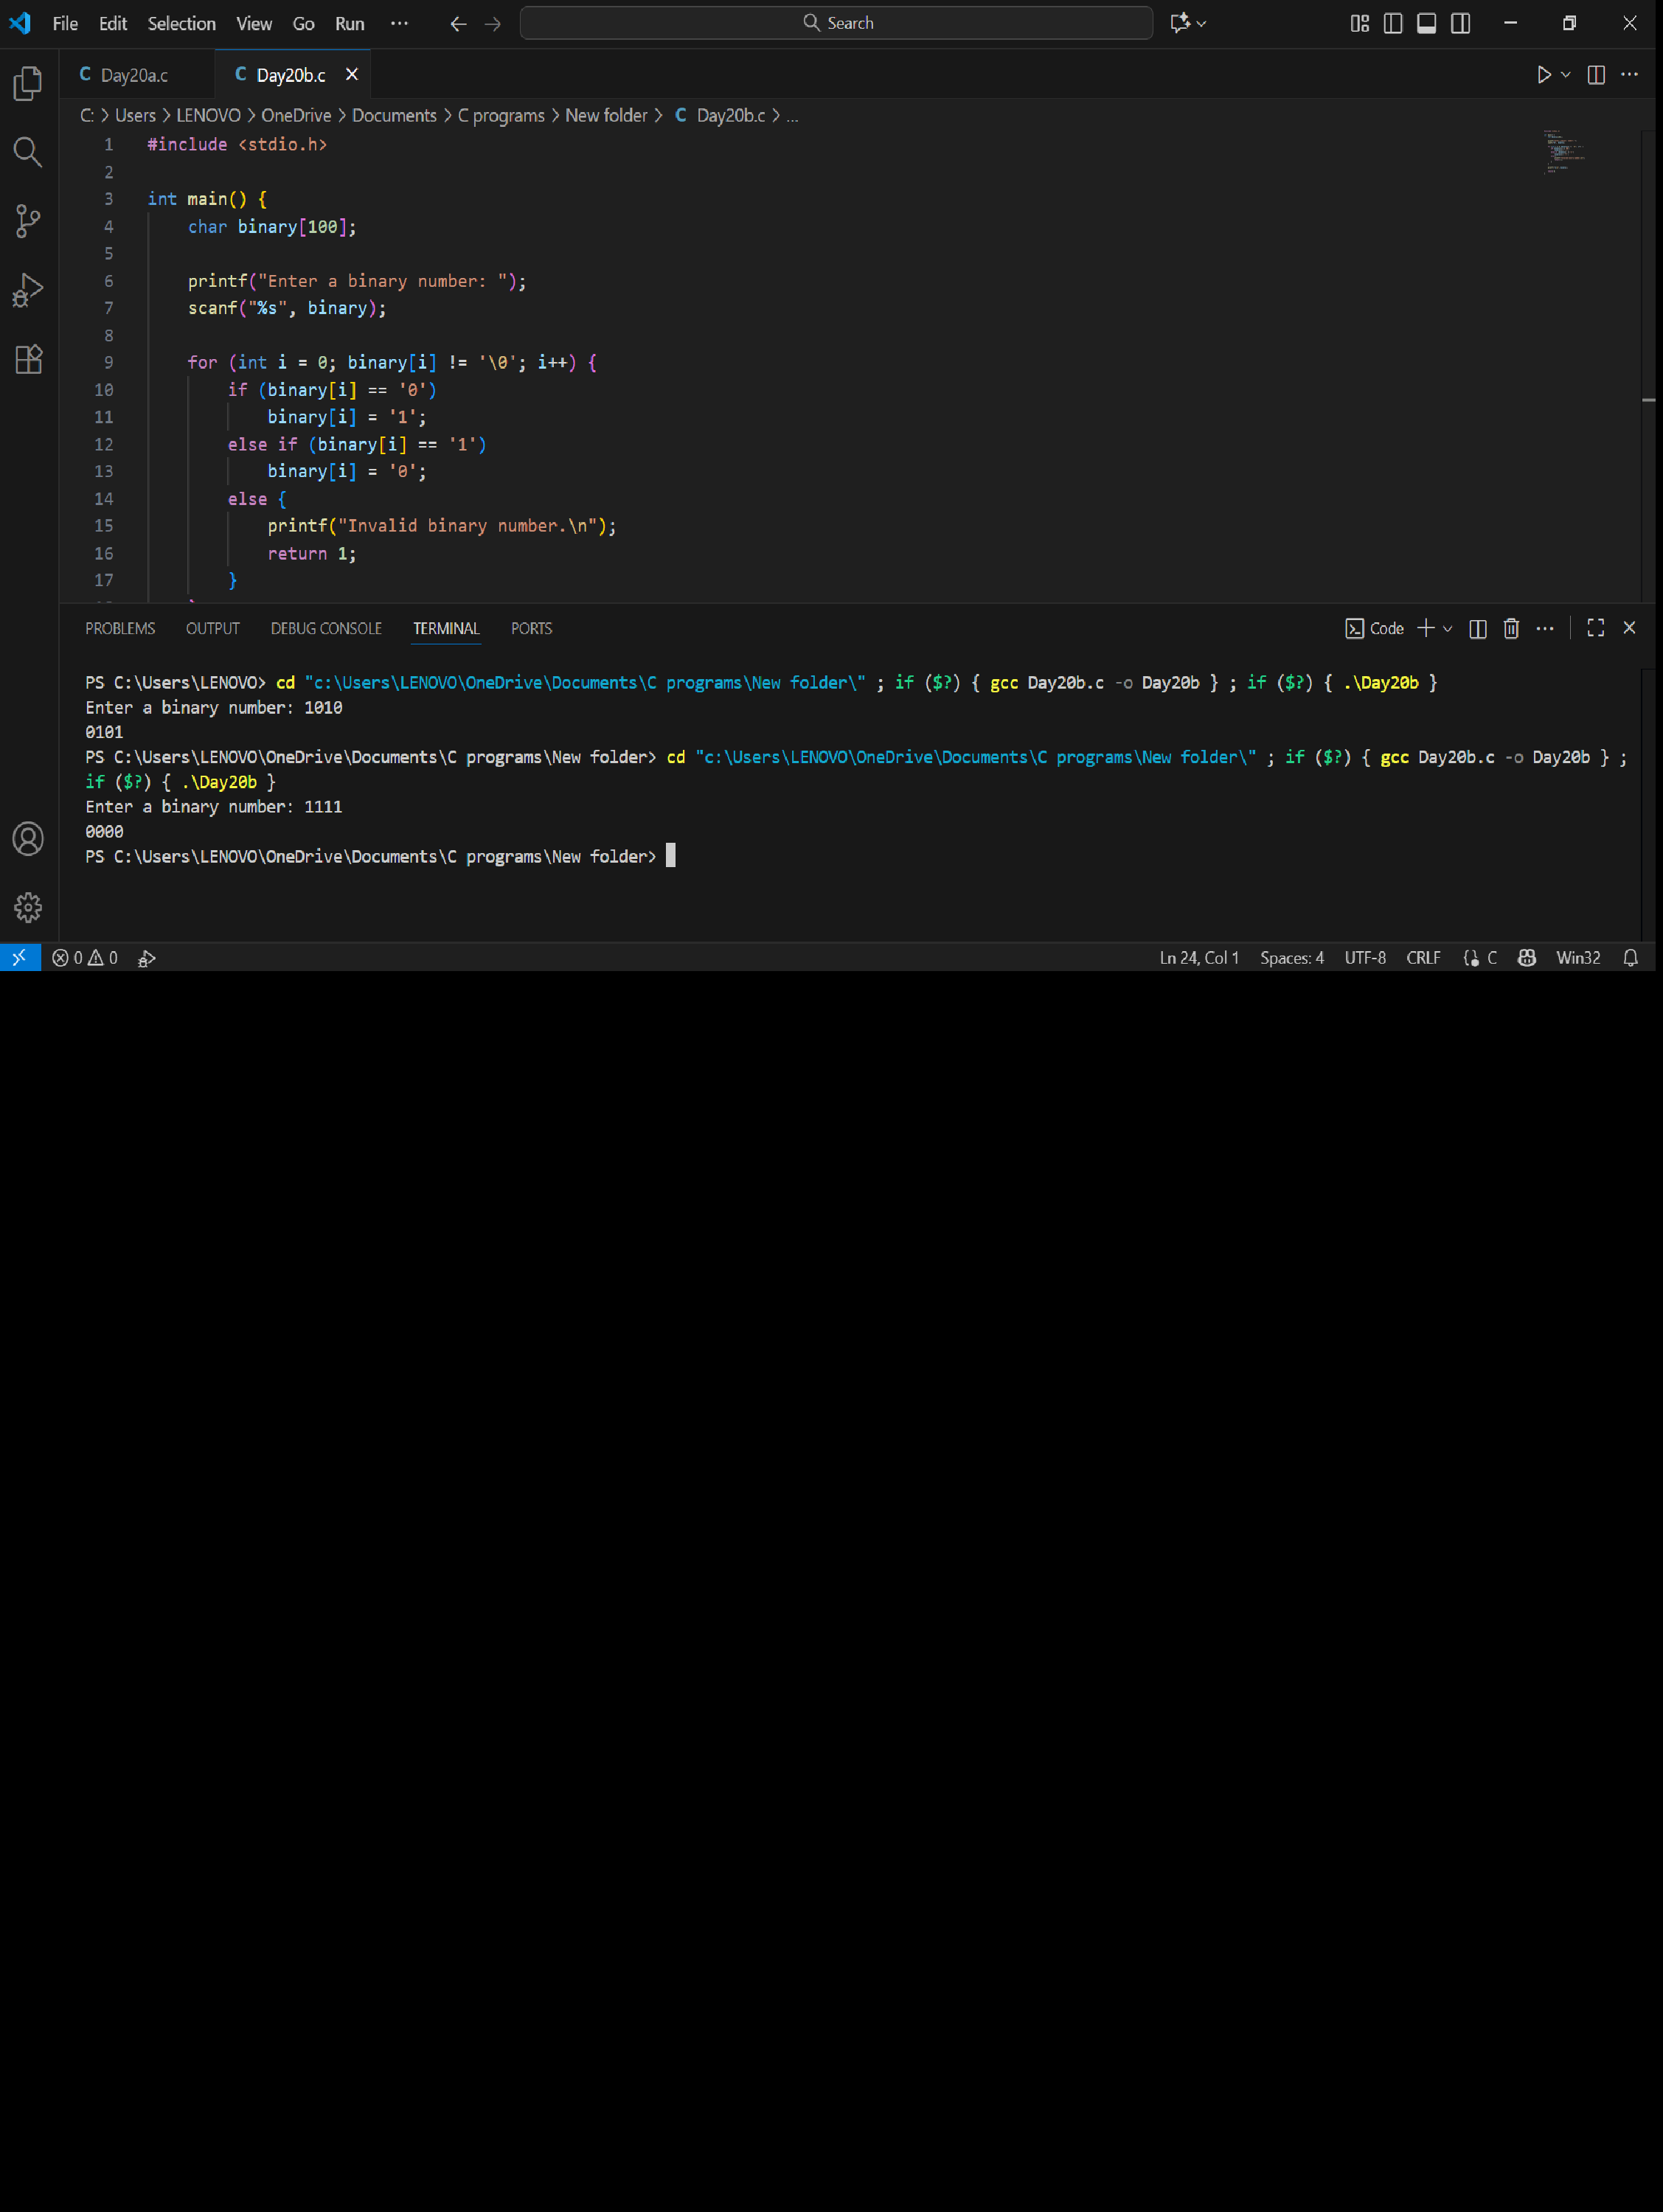 File Edit Selection View Go Run ··· Search
C Day20a.c C Day20b.c
C: > Users > LENOVO > OneDrive > Documents > C programs > New folder > C Day20b.c > ...
1 #include <stdio.h>
2
3 int main() {
4 char binary[100];
5
6 printf("Enter a binary number: ");
7 scanf("%s", binary);
8
9 for (int i = 0; binary[i] != '\0'; i++) {
10 if (binary[i] == '0')
11 binary[i] = '1';
12 else if (binary[i] == '1')
13 binary[i] = '0';
14 else {
15 printf("Invalid binary number.\n");
16 return 1;
17 }
PROBLEMS OUTPUT DEBUG CONSOLE TERMINAL PORTS Code
PS C:\Users\LENOVO> cd "c:\Users\LENOVO\OneDrive\Documents\C programs\New folder\" ; if ($?) { gcc Day20b.c -o Day20b } ; if ($?) { .\Day20b }
Enter a binary number: 1010
0101
PS C:\Users\LENOVO\OneDrive\Documents\C programs\New folder> cd "c:\Users\LENOVO\OneDrive\Documents\C programs\New folder\" ; if ($?) { gcc Day20b.c -o Day20b } ;
if ($?) { .\Day20b }
Enter a binary number: 1111
0000
PS C:\Users\LENOVO\OneDrive\Documents\C programs\New folder>
0 0 Ln 24, Col 1 Spaces: 4 UTF-8 CRLF C Win32